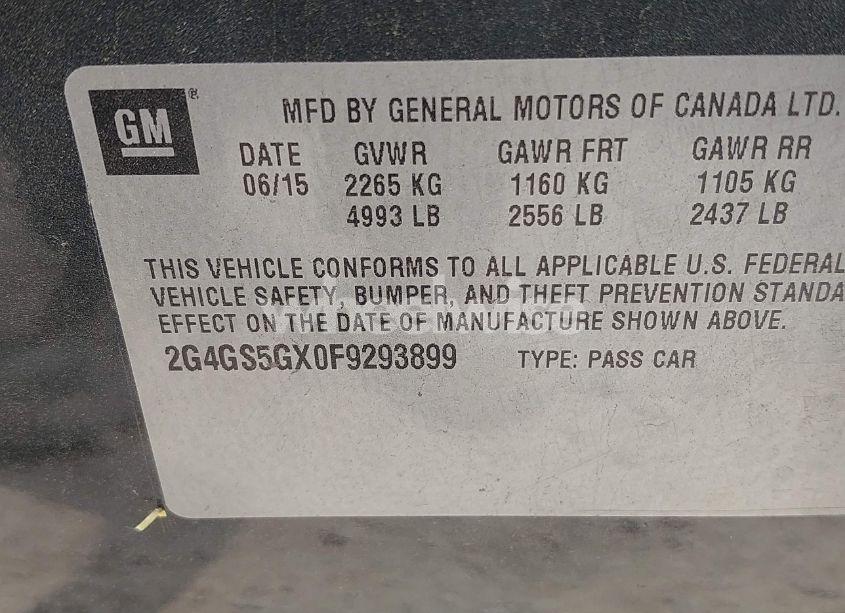 GM ®
MFD BY GENERAL MOTORS OF CANADA LTD.
DATE GVWR GAWR FRT GAWR RR
06/15 2265 KG 1160 KG 1105 KG
4993 LB 2556 LB 2437 LB
THIS VEHICLE CONFORMS TO ALL APPLICABLE U.S. FEDERAL
VEHICLE SAFETY, BUMPER, AND THEFT PREVENTION STANDA
EFFECT ON THE DATE OF MANUFACTURE SHOWN ABOVE.
2G4GS5GX0F9293899 TYPE: PASS CAR